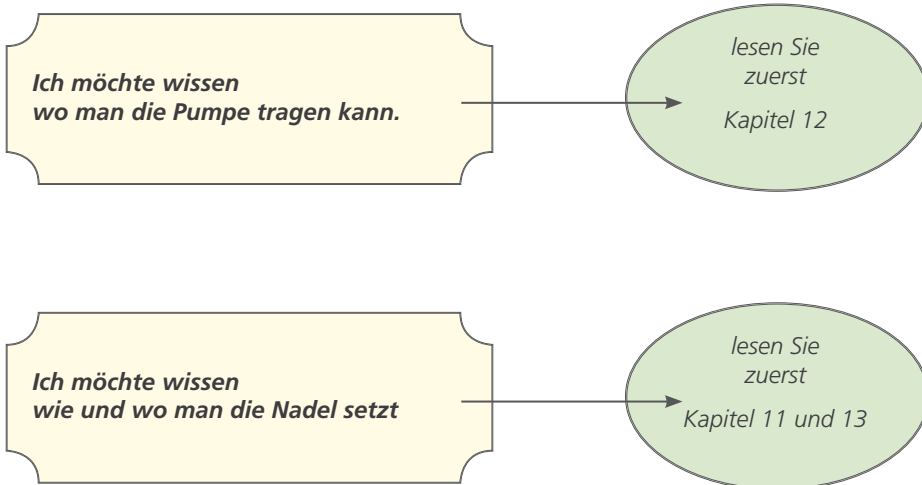 Ich möchte wissen
wo man die Pumpe tragen kann.
lesen Sie
zuerst
Kapitel 12
Ich möchte wissen
wie und wo man die Nadel setzt
lesen Sie
zuerst
Kapitel 11 und 13